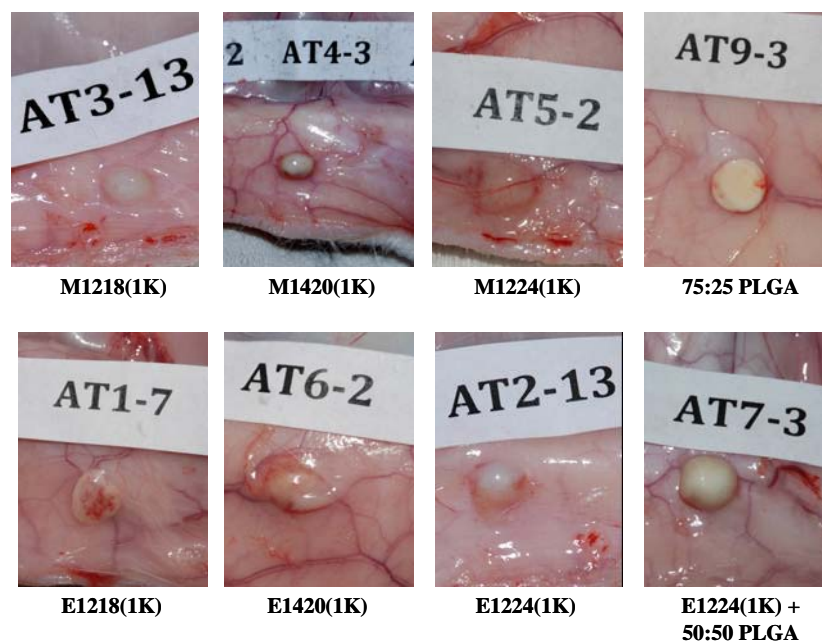 AT3-13
2 AT4-3
AT5-2
AT9-3
M1218(1K)
M1420(1K)
M1224(1K)
75:25 PLGA
AT1-7
AT6-2
AT2-13
AT7-3
E1218(1K)
E1420(1K)
E1224(1K)
E1224(1K) +
50:50 PLGA